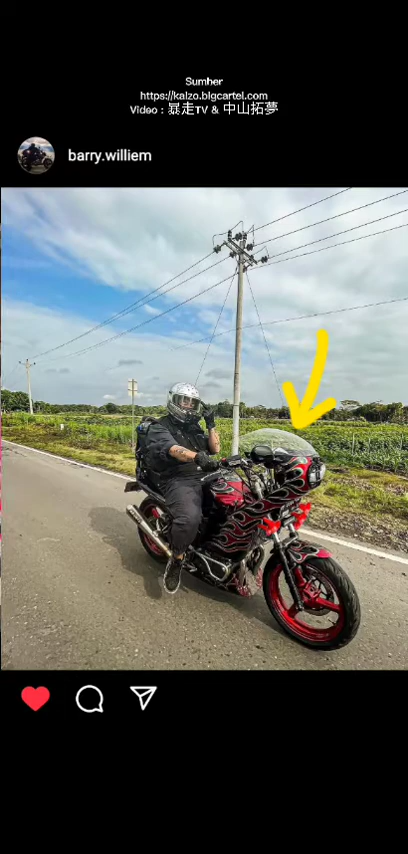 Sumber
https://kaizo.bigcartel.com
Video : 暴走TV & 中山拓夢
barry.williem